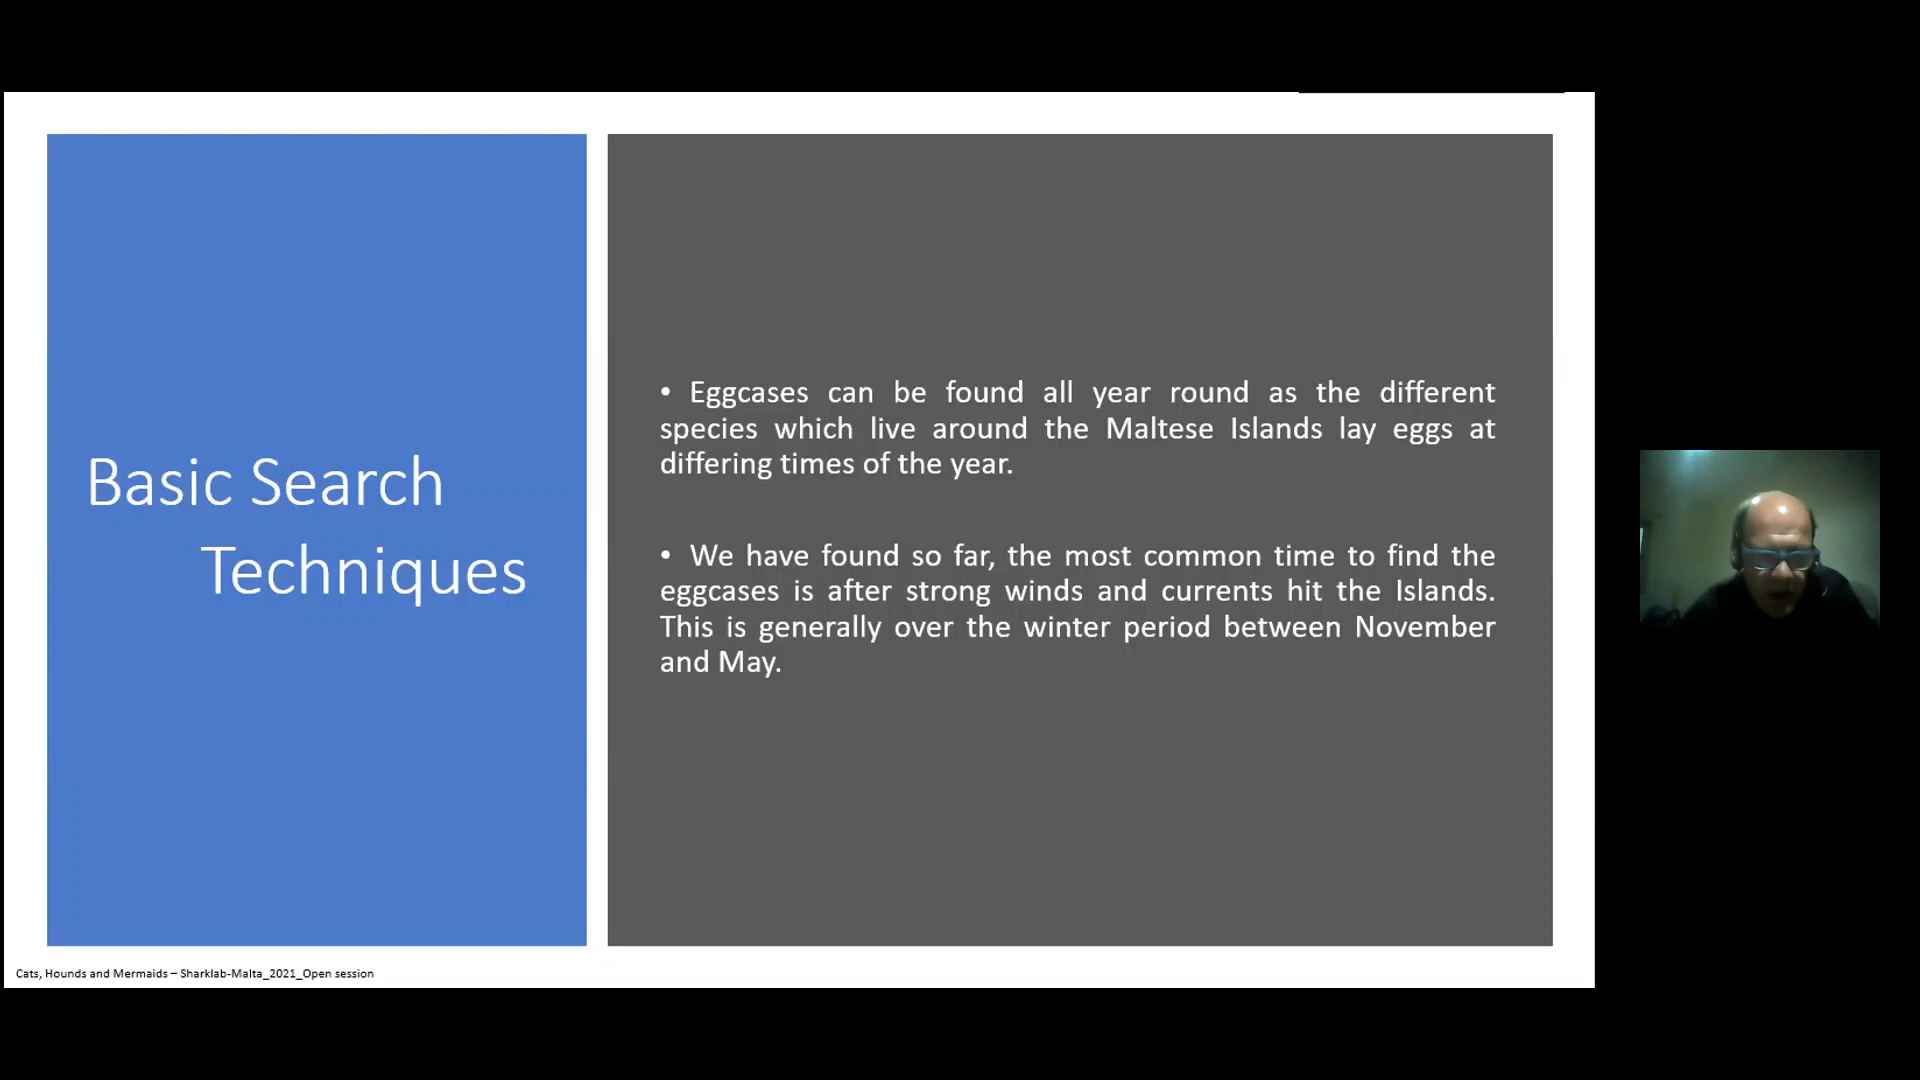 Basic Search
Techniques
• Eggcases can be found all year round as the different
species which live around the Maltese Islands lay eggs at
differing times of the year.
• We have found so far, the most common time to find the
eggcases is after strong winds and currents hit the Islands.
This is generally over the winter period between November
and May.
Cats, Hounds and Mermaids – Sharklab-Malta_2021_Open session